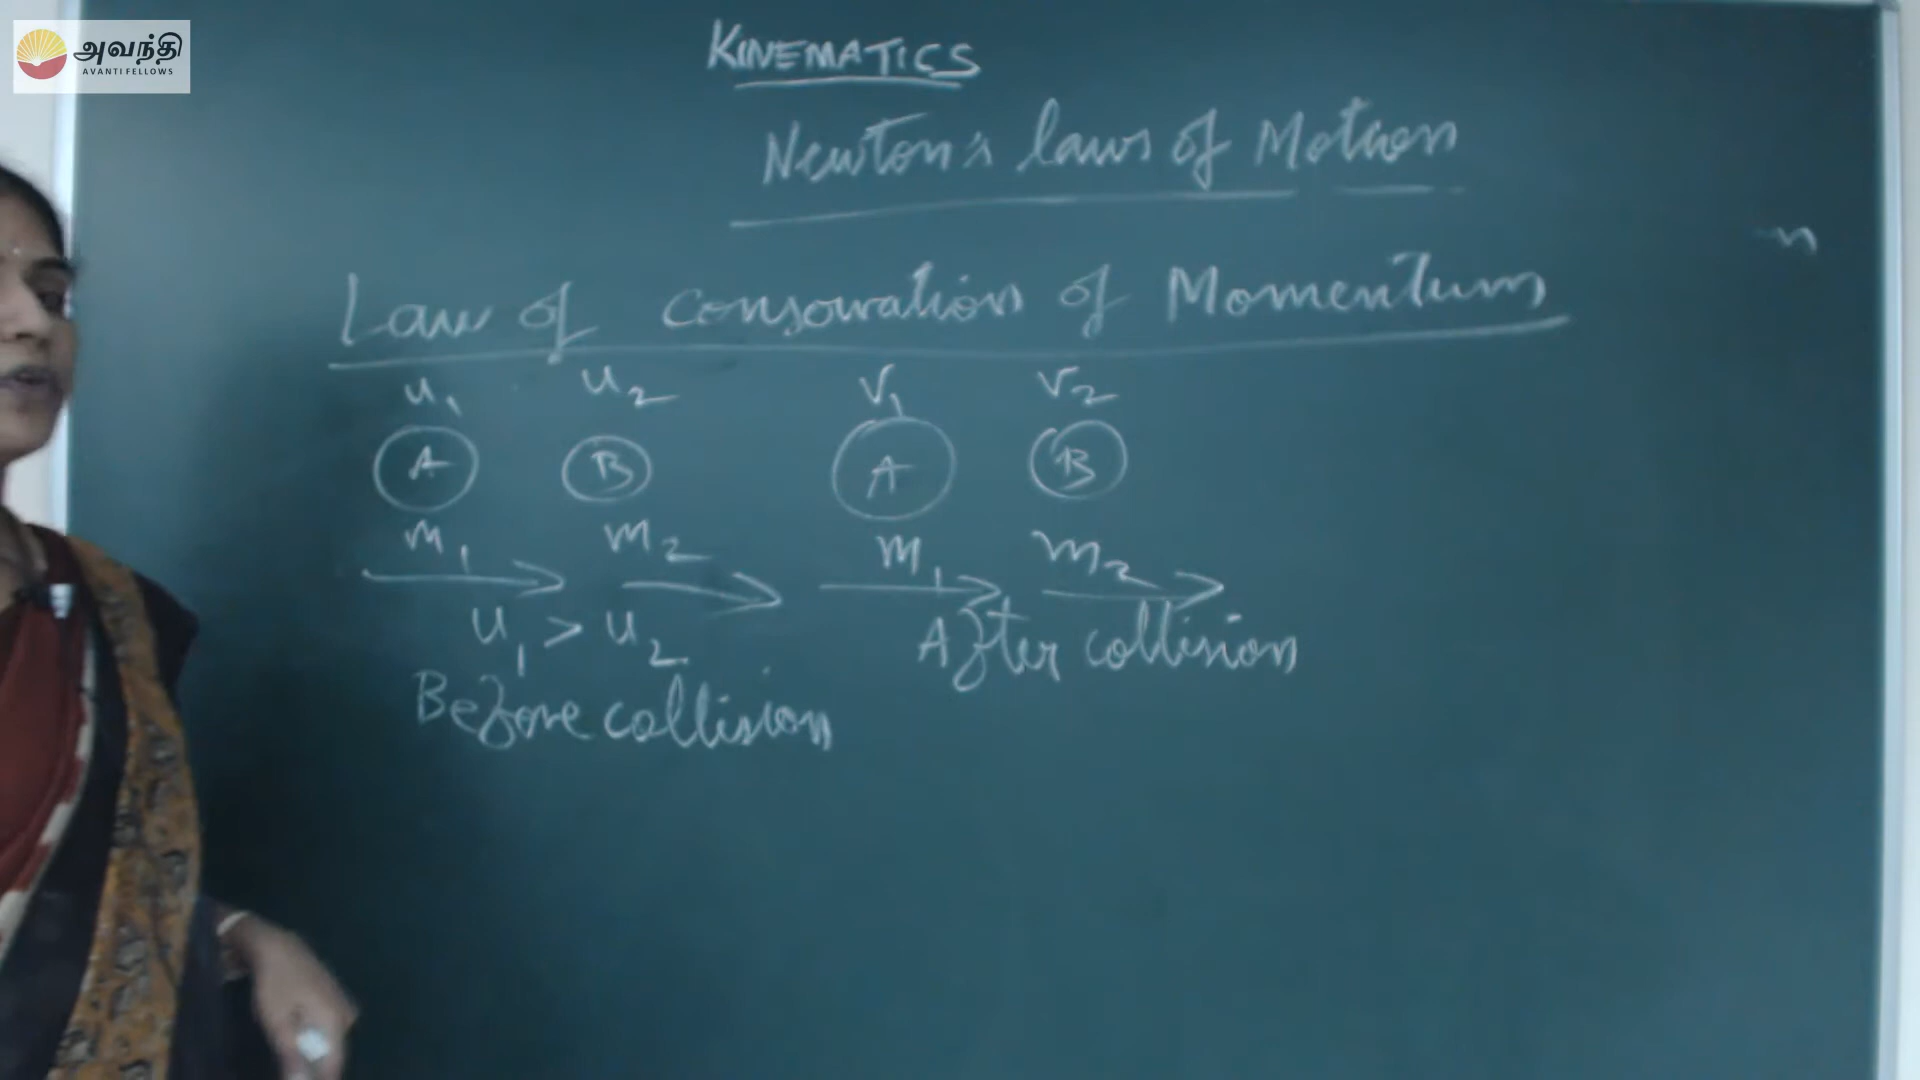 அவந்தி
AVANTI FELLOWS
KINEMATICS
Newton's laws of Motion
n
Law of Conservation of Momentum
u₁ u₂ v₁ v₂
A B A B
m₁ m₂ m₁ m₂
u₁ > u₂ After collision
Before collision